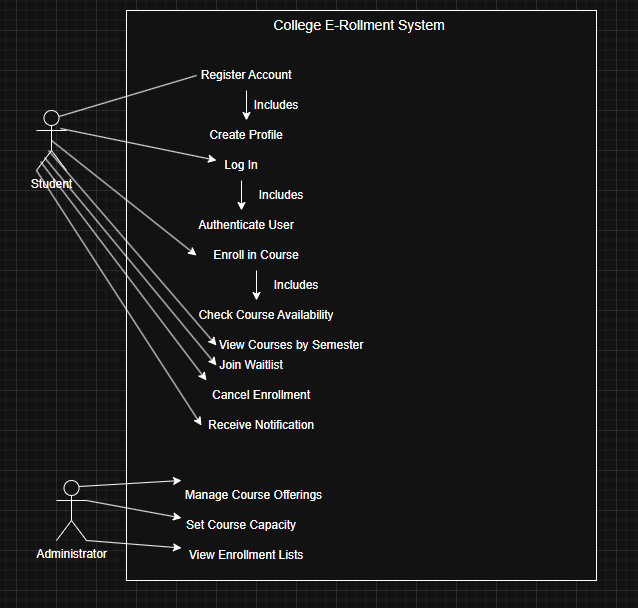 College E-Rollment System
Register Account
Includes
Create Profile
Log In
Student
Includes
Authenticate User
Enroll in Course
Includes
Check Course Availability
View Courses by Semester
Join Waitlist
Cancel Enrollment
Receive Notification
Manage Course Offerings
Set Course Capacity
Administrator
View Enrollment Lists